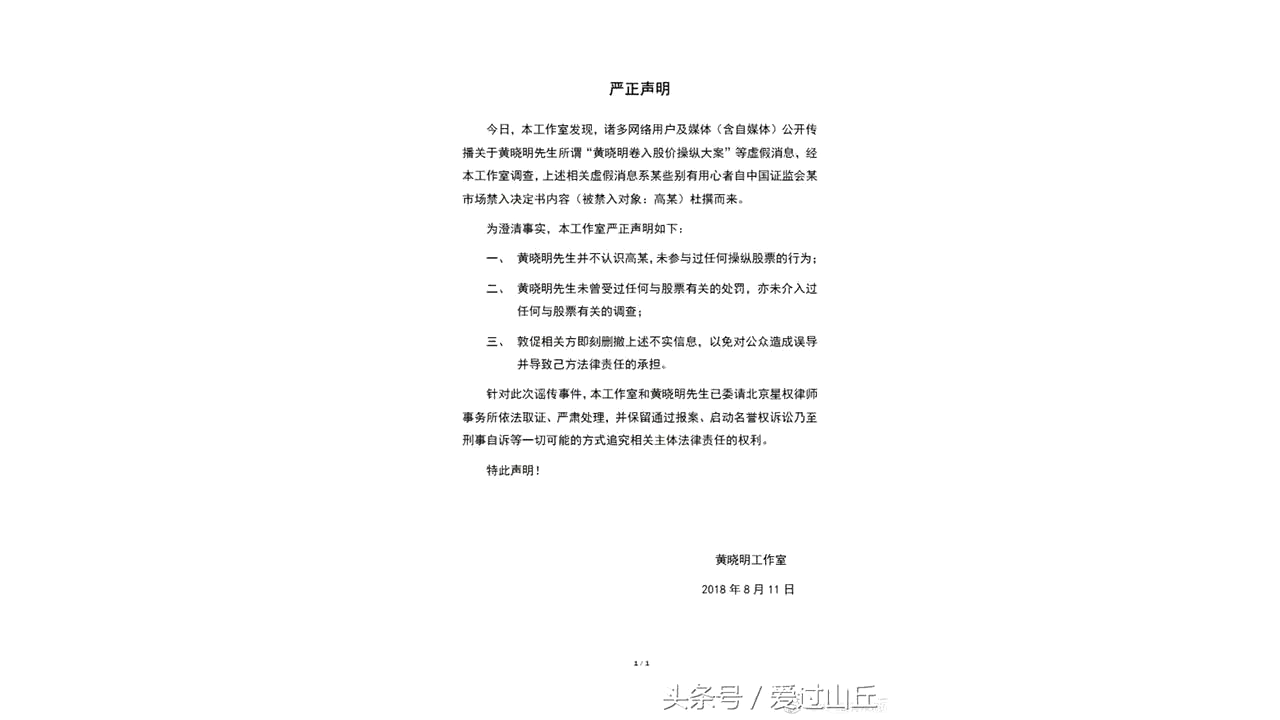 严正声明
今日，本工作室发现，诸多网络用户及媒体（含自媒体）公开传
播关于黄晓明先生所谓“黄晓明卷入股价操纵大案”等虚假消息，经
本工作室调查，上述相关虚假消息系某些别有用心者自中国证监会某
市场禁入决定书内容（被禁入对象：高某）杜撰而来。
为澄清事实，本工作室严正声明如下：
一、 黄晓明先生并不认识高某，未参与过任何操纵股票的行为；
二、 黄晓明先生未曾受过任何与股票有关的处罚，亦未介入过
任何与股票有关的调查；
三、 敦促相关方即刻删撤上述不实信息，以免对公众造成误导
并导致己方法律责任的承担。
针对此次谣传事件，本工作室和黄晓明先生已委请北京星权律师
事务所依法取证、严肃处理，并保留通过报案、启动名誉权诉讼乃至
刑事自诉等一切可能的方式追究相关主体法律责任的权利。
特此声明！
黄晓明工作室
2018 年 8 月 11 日
1 / 1
头条号 / 爱过山丘